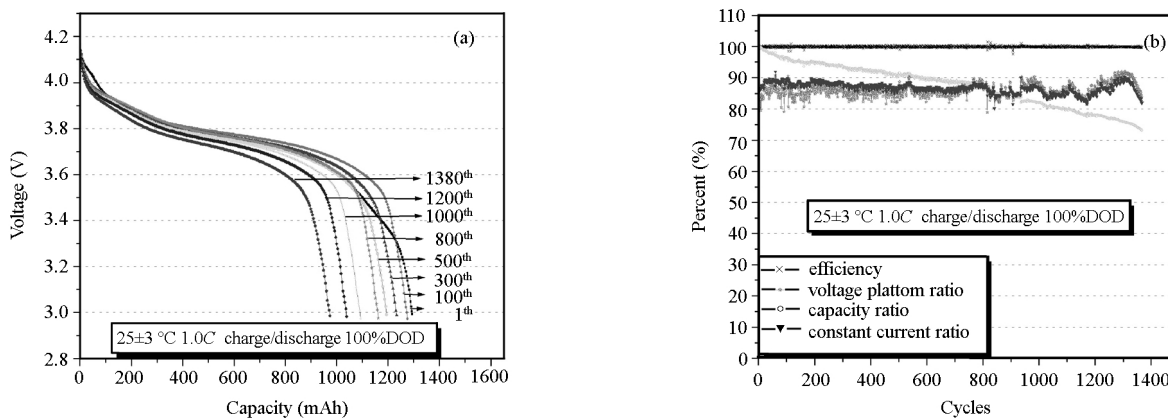 (a)
4.2
4.0
3.8
3.6
3.4
3.2
3.0
2.8
Voltage (V)
1380th
1200th
1000th
800th
500th
300th
100th
1th
25±3 °C 1.0C charge/discharge 100%DOD
0 200 400 600 800 1000 1200 1400 1600
Capacity (mAh)
(b)
110
100
90
80
70
60
50
40
30
20
10
0
Percent (%)
25±3 °C 1.0C charge/discharge 100%DOD
efficiency
voltage plattom ratio
capacity ratio
constant current ratio
0 200 400 600 800 1000 1200 1400
Cycles